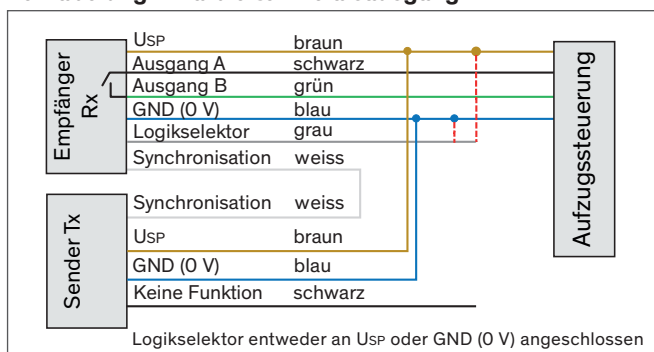 Empfänger Rx
USP braun
Ausgang A schwarz
Ausgang B grün
GND (0 V) blau
Logikselektor grau
Synchronisation weiss
Aufzugssteuerung
Sender Tx
Synchronisation weiss
USP braun
GND (0 V) blau
Keine Funktion schwarz
Logikselektor entweder an USP oder GND (0 V) angeschlossen